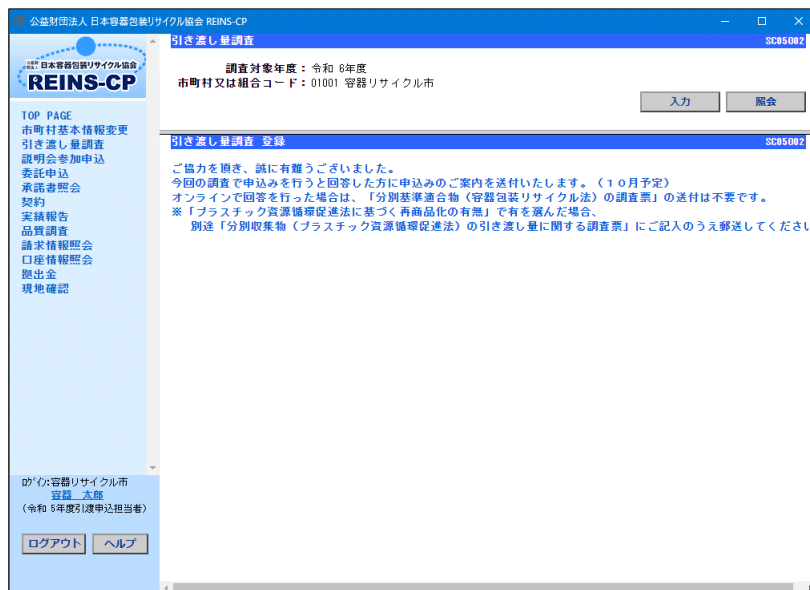 公益財団法人 日本容器包装リサイクル協会 REINS-CP
公益財団法人 日本容器包装リサイクル協会
REINS-CP
TOP PAGE
市町村基本情報変更
引き渡し量調査
説明会参加申込
委託申込
承諾書照会
契約
実績報告
品質調査
請求情報照会
口座情報照会
拠出金
現地確認
ログイン:容器リサイクル市
容器 太郎
(令和 5年度引渡申込担当者)
ログアウト ヘルプ
引き渡し量調査 SC05002
調査対象年度:令和 6年度
市町村又は組合コード:01001 容器リサイクル市
入力 照会
引き渡し量調査 登録 SC05002
ご協力を頂き、誠に有難うございました。
今回の調査で申込みを行うと回答した方に申込みのご案内を送付いたします。(10月予定)
オンラインで回答を行った場合は、「分別基準適合物(容器包装リサイクル法)の調査票」の送付は不要です。
※「プラスチック資源循環促進法に基づく再商品化の有無」で有を選んだ場合、
別途「分別収集物(プラスチック資源循環促進法)の引き渡し量に関する調査票」にご記入のうえ郵送してくださ